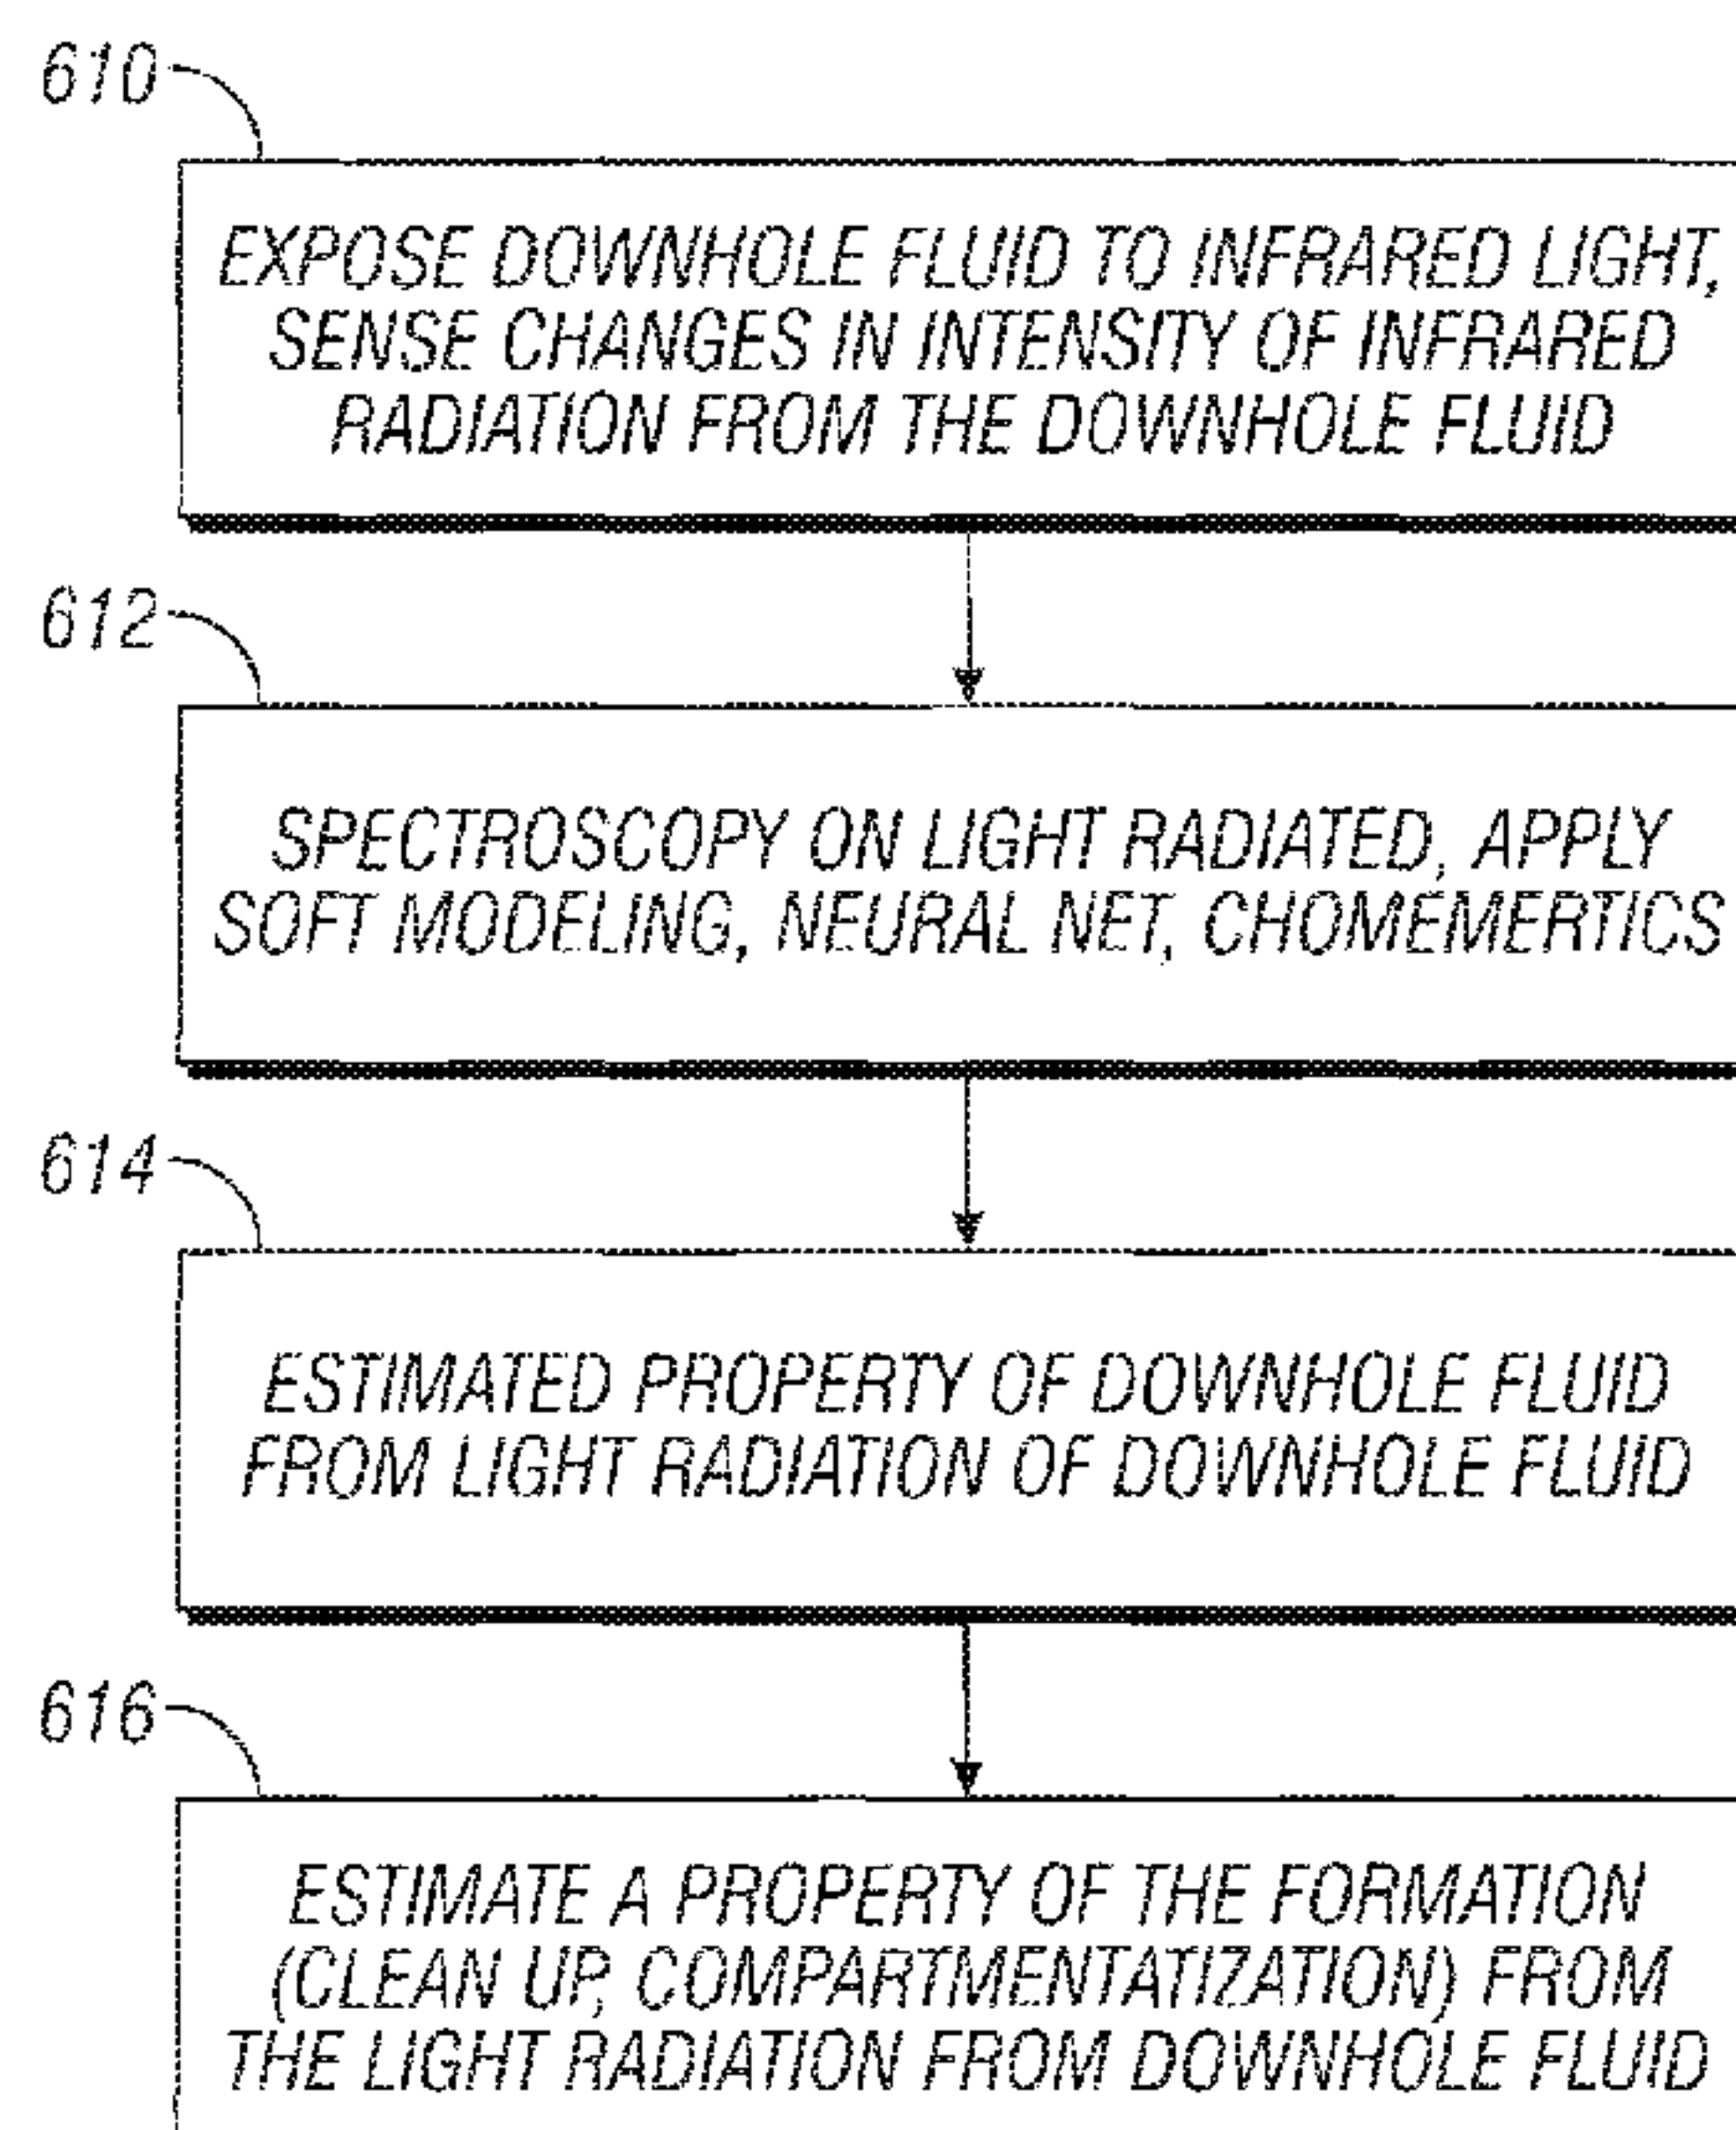 610
EXPOSE DOWNHOLE FLUID TO INFRARED LIGHT,
SENSE CHANGES IN INTENSITY OF INFRARED
RADIATION FROM THE DOWNHOLE FLUID
612
SPECTROSCOPY ON LIGHT RADIATED, APPLY
SOFT MODELING, NEURAL NET, CHOMEMERTICS
614
ESTIMATED PROPERTY OF DOWNHOLE FLUID
FROM LIGHT RADIATION OF DOWNHOLE FLUID
616
ESTIMATE A PROPERTY OF THE FORMATION
(CLEAN UP, COMPARTMENTATIZATION) FROM
THE LIGHT RADIATION FROM DOWNHOLE FLUID